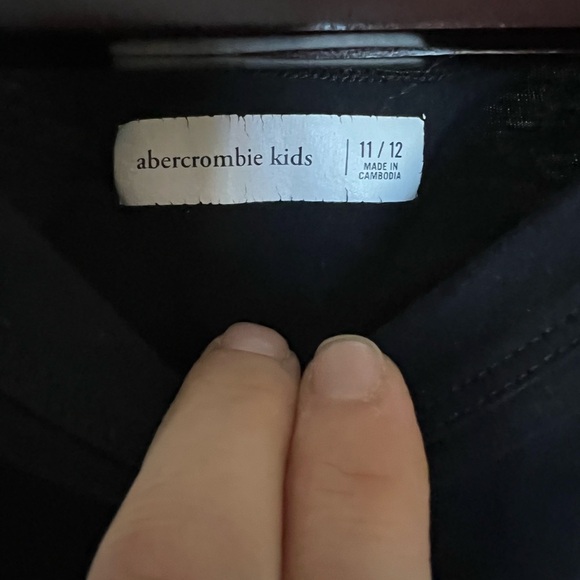 abercrombie kids
11 / 12
MADE IN
CAMBODIA